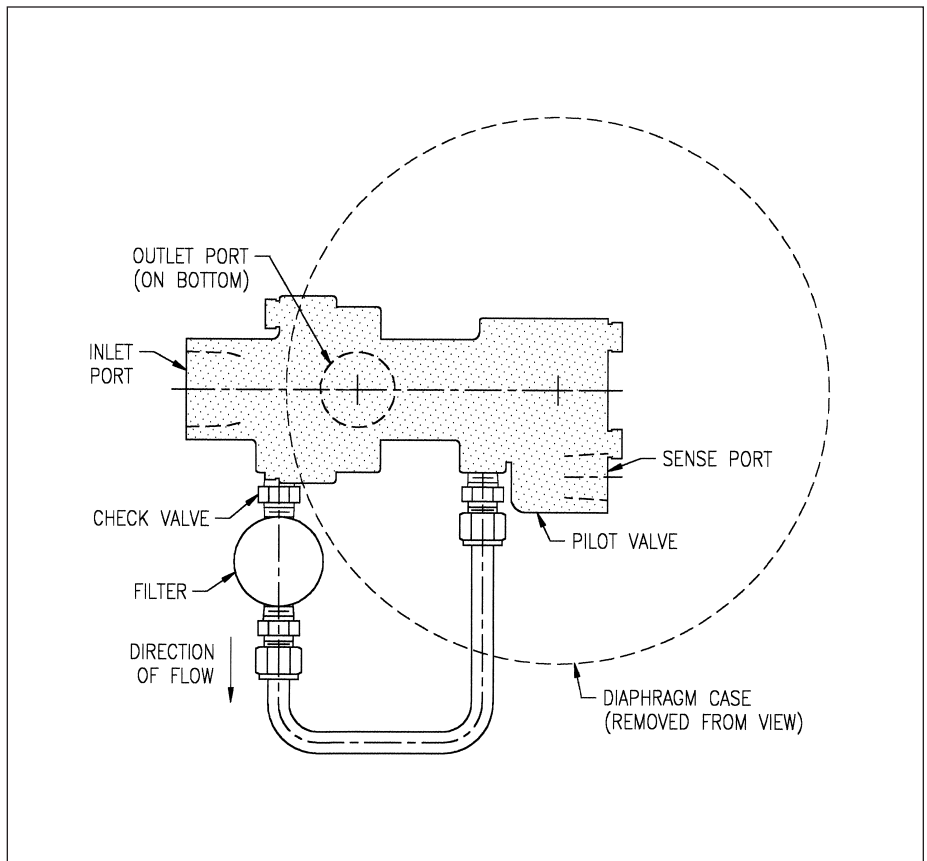 OUTLET PORT
(ON BOTTOM)
INLET
PORT
SENSE PORT
CHECK VALVE
PILOT VALVE
FILTER
DIRECTION
OF FLOW
DIAPHRAGM CASE
(REMOVED FROM VIEW)